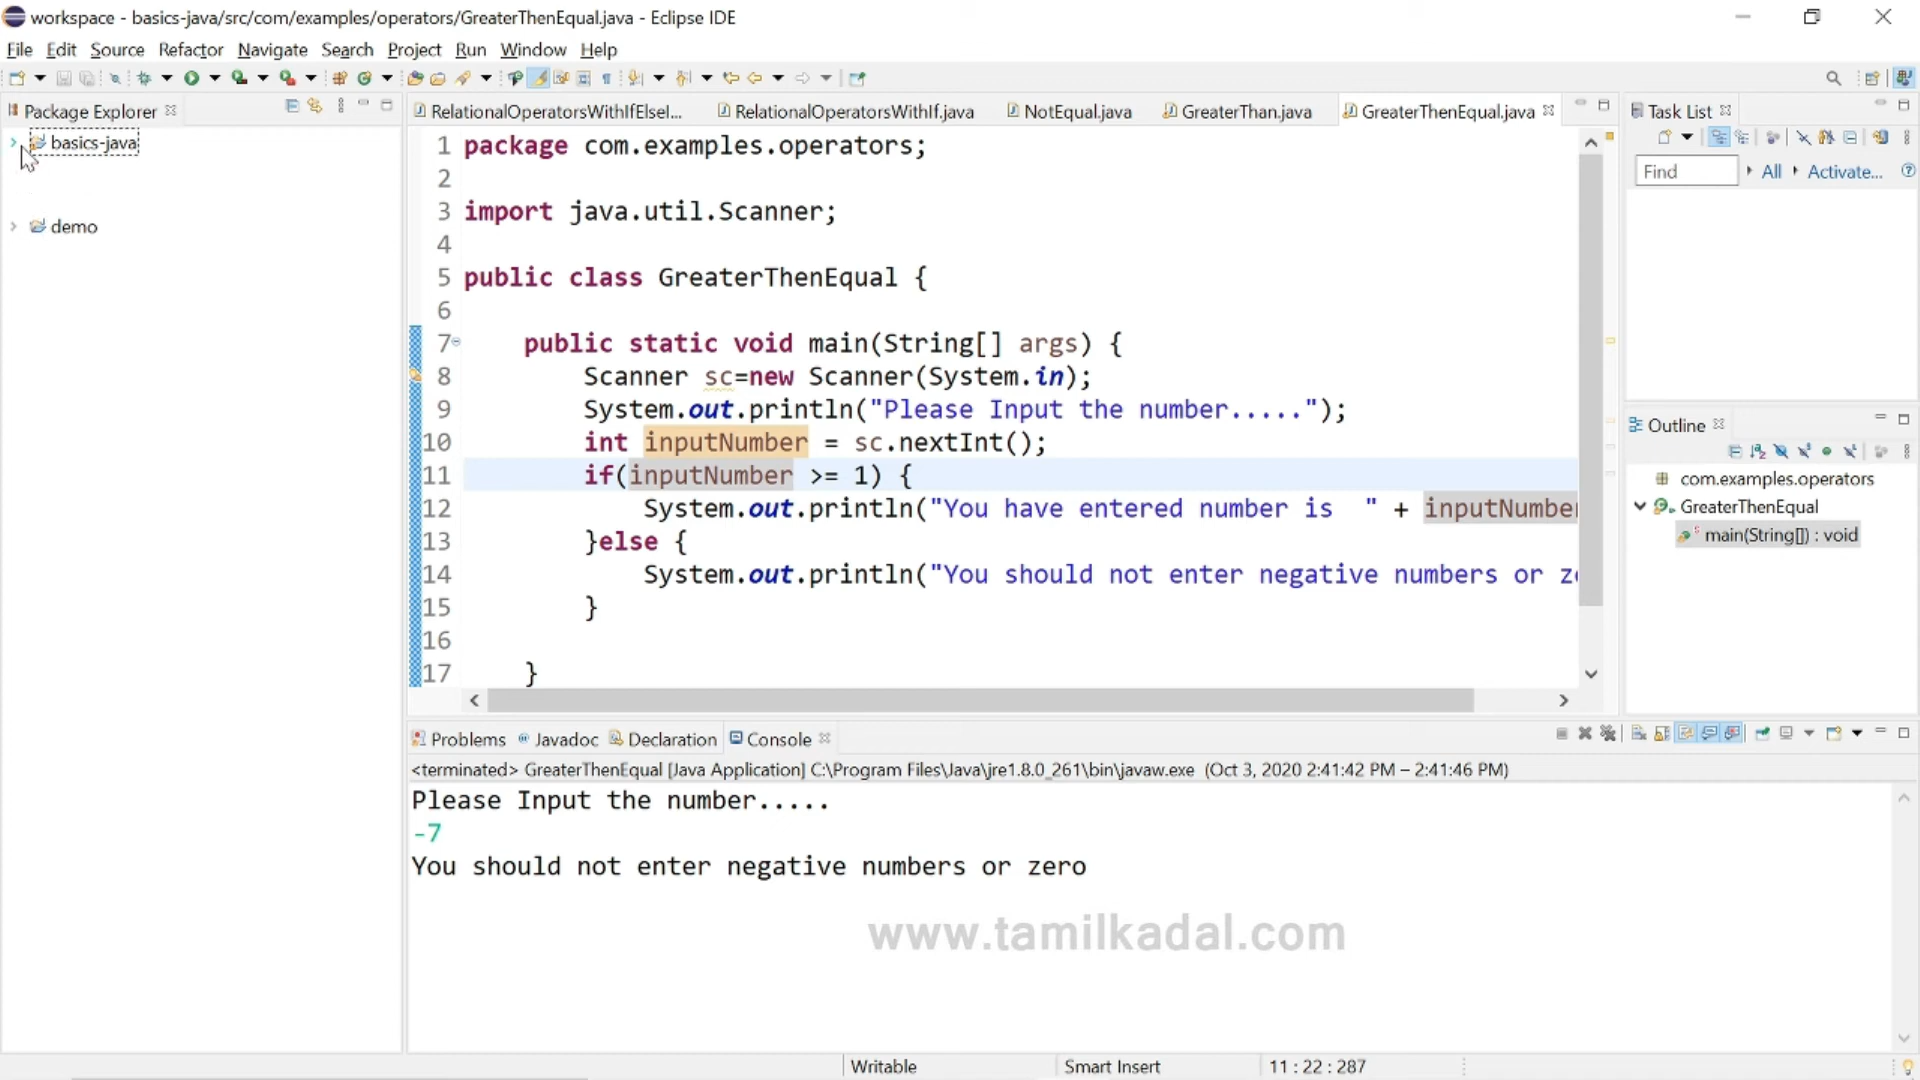 workspace - basics-java/src/com/examples/operators/GreaterThenEqual.java - Eclipse IDE
File Edit Source Refactor Navigate Search Project Run Window Help
Package Explorer
basics-java
demo
RelationalOperatorsWithIfElseI... RelationalOperatorsWithIf.java NotEqual.java GreaterThan.java GreaterThenEqual.java
1 package com.examples.operators;
2
3 import java.util.Scanner;
4
5 public class GreaterThenEqual {
6
7 public static void main(String[] args) {
8 Scanner sc=new Scanner(System.in);
9 System.out.println("Please Input the number.....");
10 int inputNumber = sc.nextInt();
11 if(inputNumber >= 1) {
12 System.out.println("You have entered number is  " + inputNumbe
13 }else {
14 System.out.println("You should not enter negative numbers or z
15 }
16
17 }
Task List
Find All Activate...
Outline
com.examples.operators
GreaterThenEqual
main(String[]) : void
Problems Javadoc Declaration Console
<terminated> GreaterThenEqual [Java Application] C:\Program Files\Java\jre1.8.0_261\bin\javaw.exe (Oct 3, 2020 2:41:42 PM – 2:41:46 PM)
Please Input the number.....
-7
You should not enter negative numbers or zero
www.tamilkadal.com
Writable Smart Insert 11 : 22 : 287